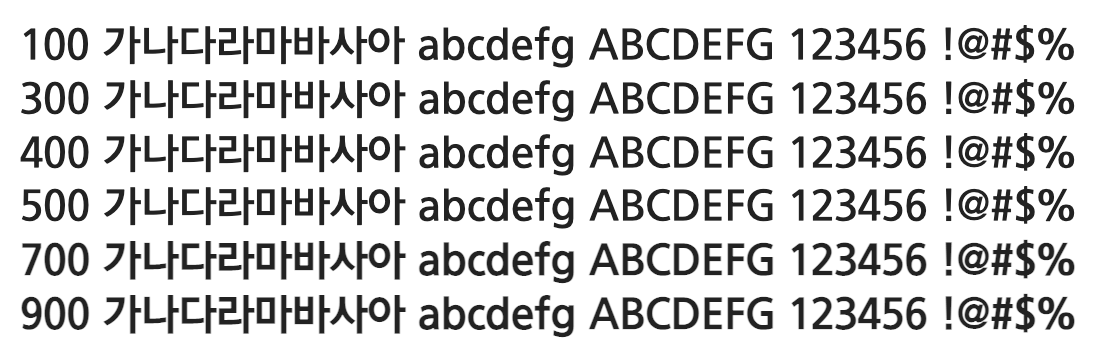 100 가나다라마바사아 abcdefg ABCDEFG 123456 !@#$%
300 가나다라마바사아 abcdefg ABCDEFG 123456 !@#$%
400 가나다라마바사아 abcdefg ABCDEFG 123456 !@#$%
500 가나다라마바사아 abcdefg ABCDEFG 123456 !@#$%
700 가나다라마바사아 abcdefg ABCDEFG 123456 !@#$%
900 가나다라마바사아 abcdefg ABCDEFG 123456 !@#$%